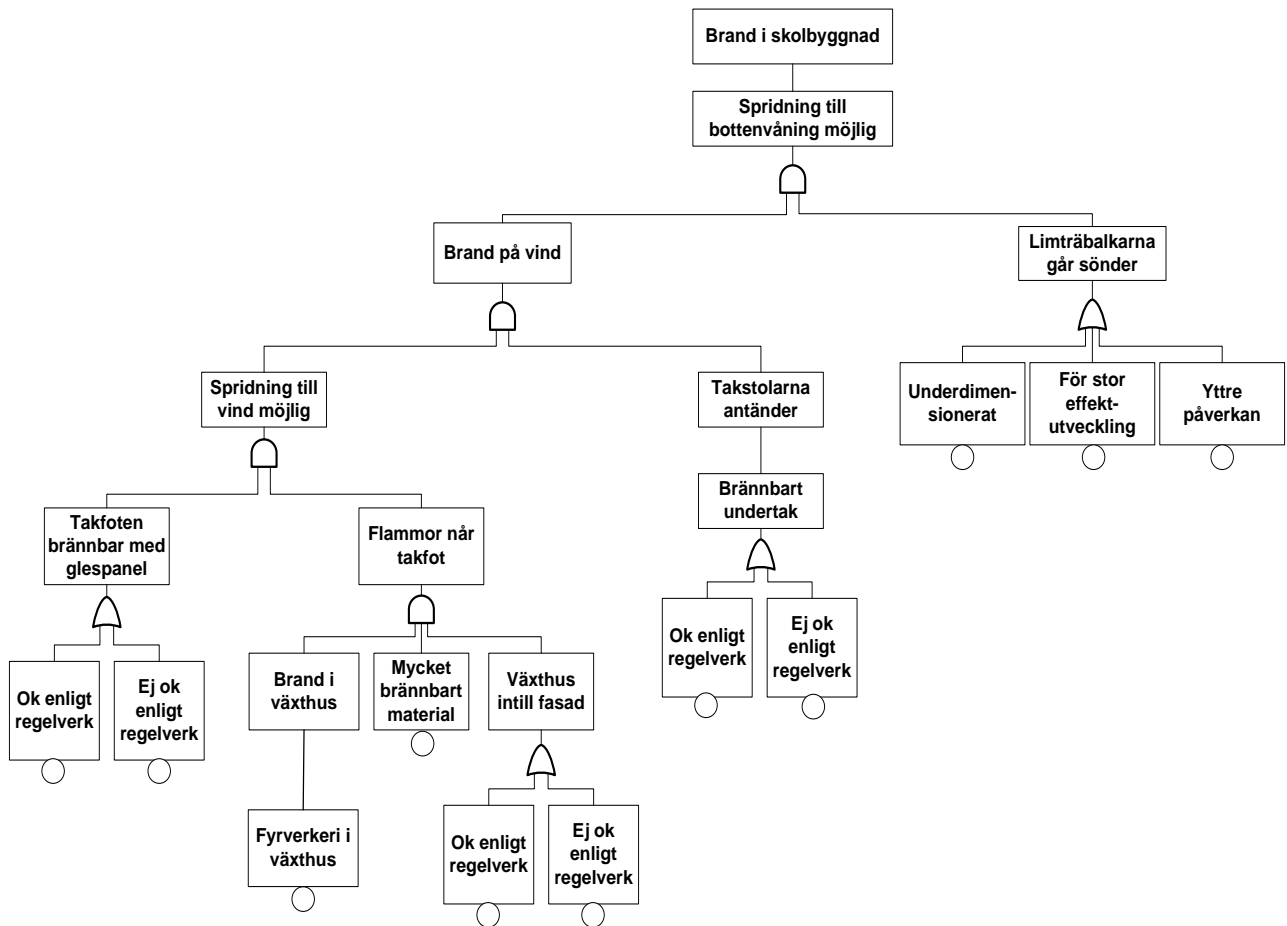 Brand i skolbyggnad
Spridning till
bottenvåning möjlig
Brand på vind
Limträbalkarna
går sönder
Spridning till
vind möjlig
Takstolarna
antänder
Underdimen-
sionerat
För stor
effekt-
utveckling
Yttre
påverkan
Takfoten
brännbar med
glespanel
Flammor når
takfot
Brännbart
undertak
Ok enligt
regelverk
Ej ok
enligt
regelverk
Brand i
växthus
Mycket
brännbart
material
Växthus
intill fasad
Ok enligt
regelverk
Ej ok
enligt
regelverk
Fyrverkeri i
växthus
Ok enligt
regelverk
Ej ok
enligt
regelverk